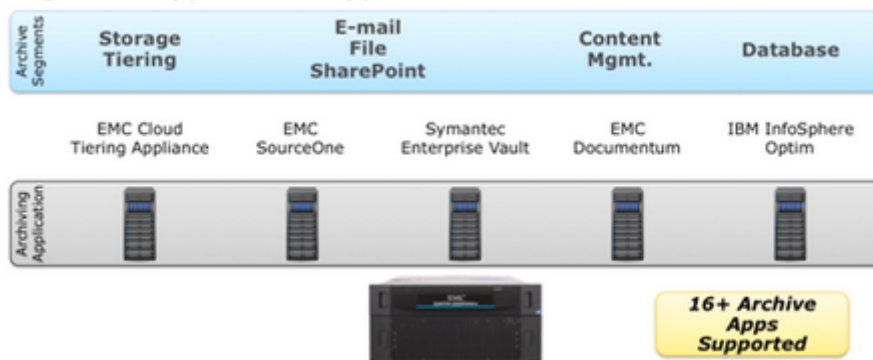 Archive
Segments
Storage
Tiering
E-mail
File
SharePoint
Content
Mgmt.
Database
EMC Cloud
Tiering Appliance
EMC
SourceOne
Symantec
Enterprise Vault
EMC
Documentum
IBM InfoSphere
Optim
Archiving
Application
EMC
16+ Archive
Apps
Supported